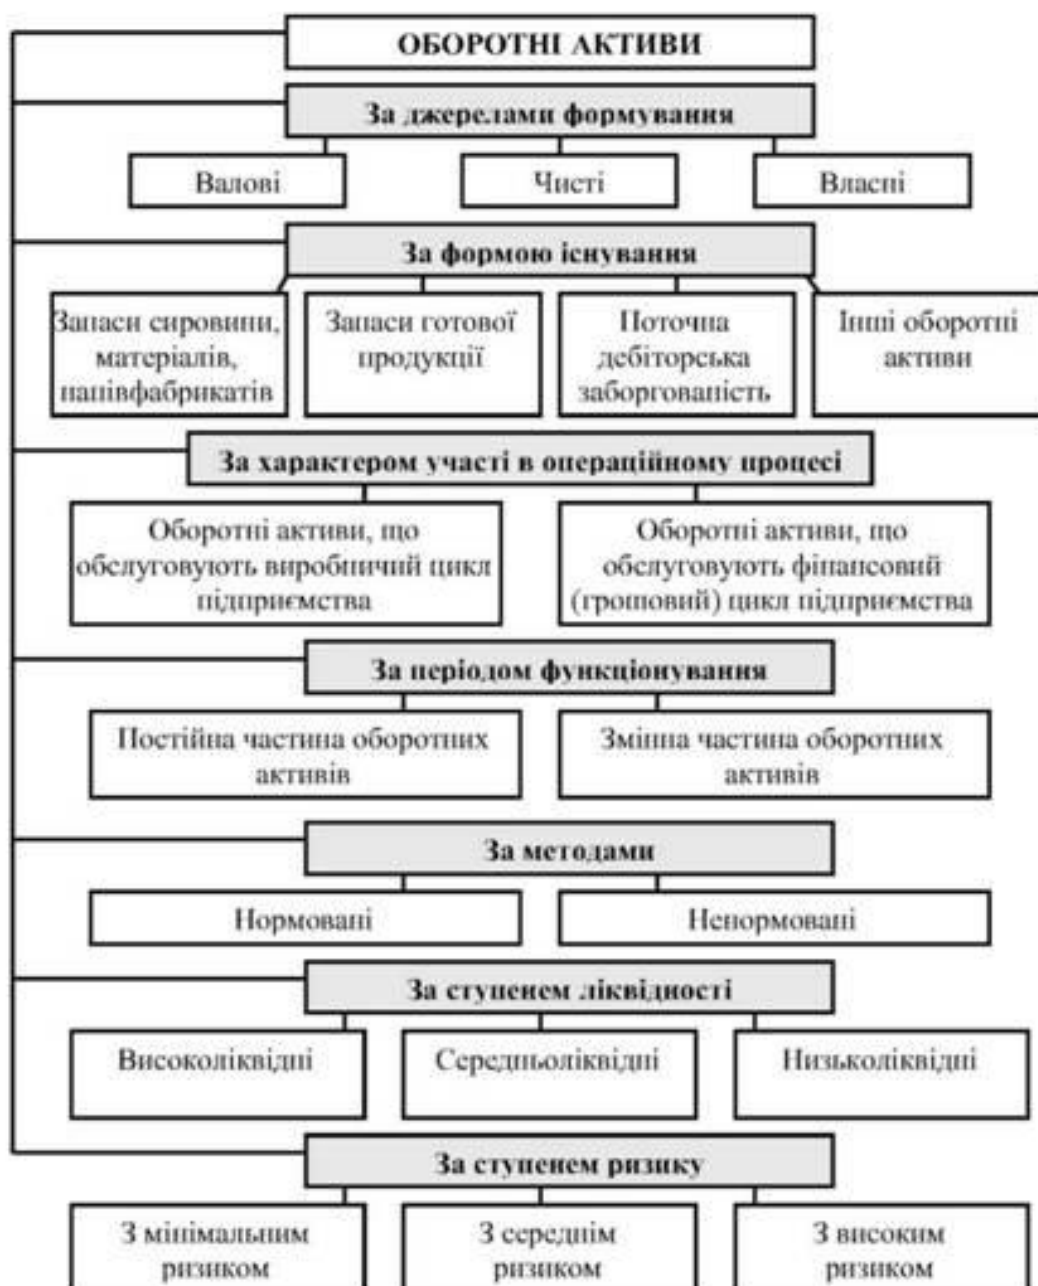 ОБОРОТНІ АКТИВИ
За джерелами формування
Валові
Чисті
Власні
За формою існування
Запаси сировини,
матеріалів,
напівфабрикатів
Запаси готової
продукції
Поточна
дебіторська
заборгованість
Інші оборотні
активи
За характером участі в операційному процесі
Оборотні активи, що
обслуговують виробничий цикл
підприємства
Оборотні активи, що
обслуговують фінансовий
(грошовий) цикл підприємства
За періодом функціонування
Постійна частина оборотних
активів
Змінна частина оборотних
активів
За методами
Нормовані
Ненормовані
За ступенем ліквідності
Високоліквідні
Середньоліквідні
Низьколіквідні
За ступенем ризику
З мінімальним
ризиком
З середнім
ризиком
З високим
ризиком